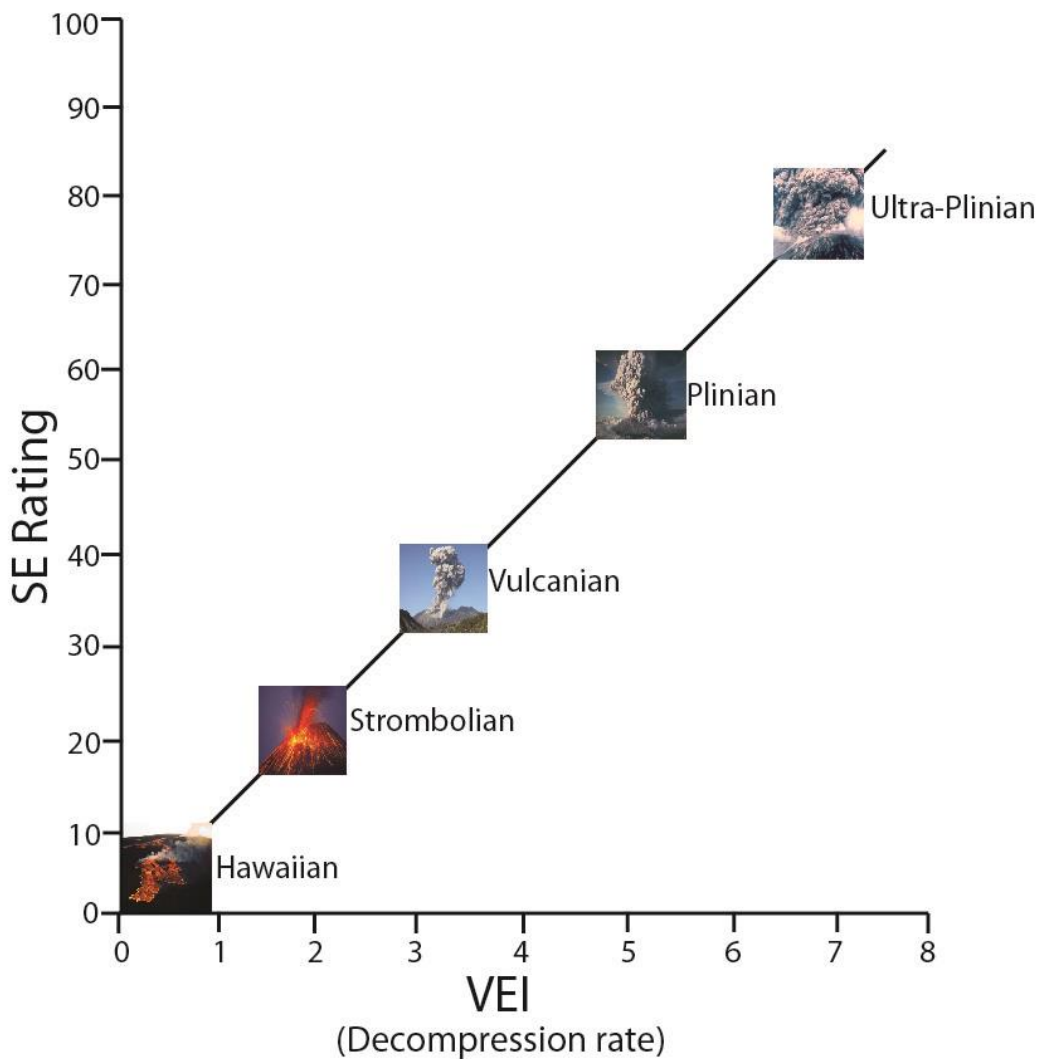 100
90
80
Ultra-Plinian
70
60
Plinian
50
SE Rating
40
Vulcanian
30
Strombolian
20
10
Hawaiian
0
0 1 2 3 4 5 6 7 8
VEI
(Decompression rate)